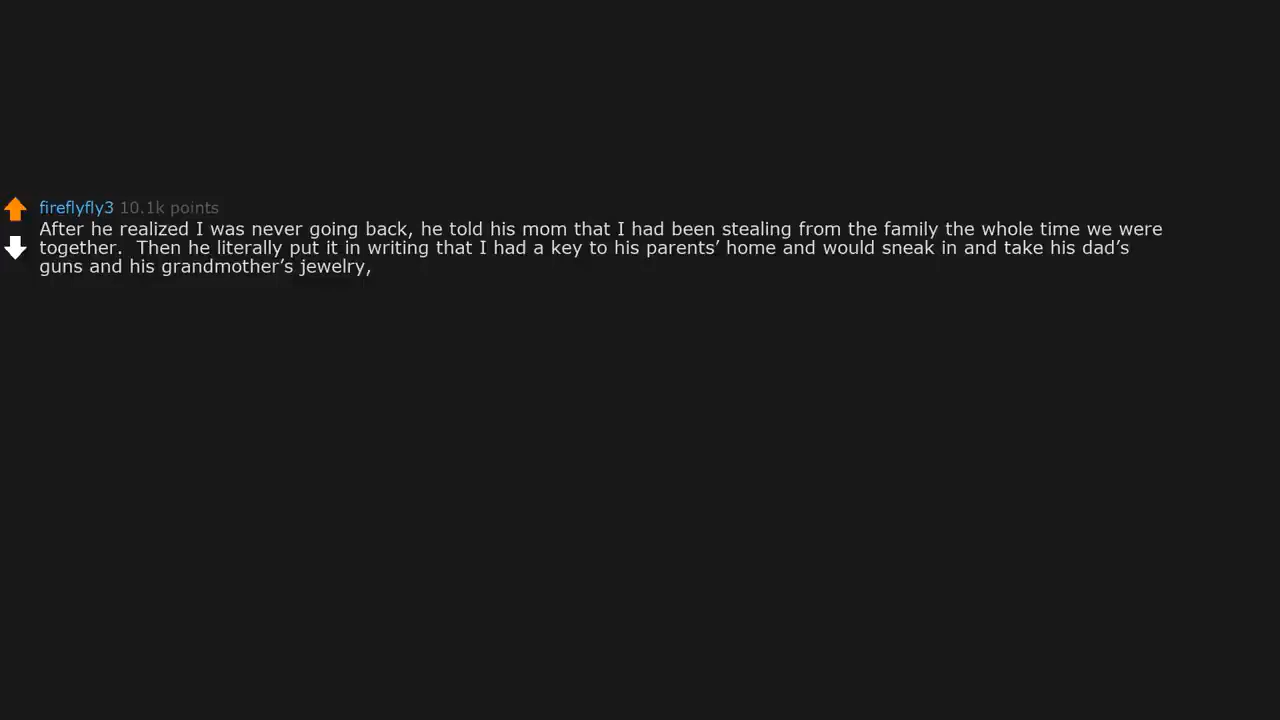 fireflyfly3 10.1k points
After he realized I was never going back, he told his mom that I had been stealing from the family the whole time we were
together.  Then he literally put it in writing that I had a key to his parents’ home and would sneak in and take his dad’s
guns and his grandmother’s jewelry,